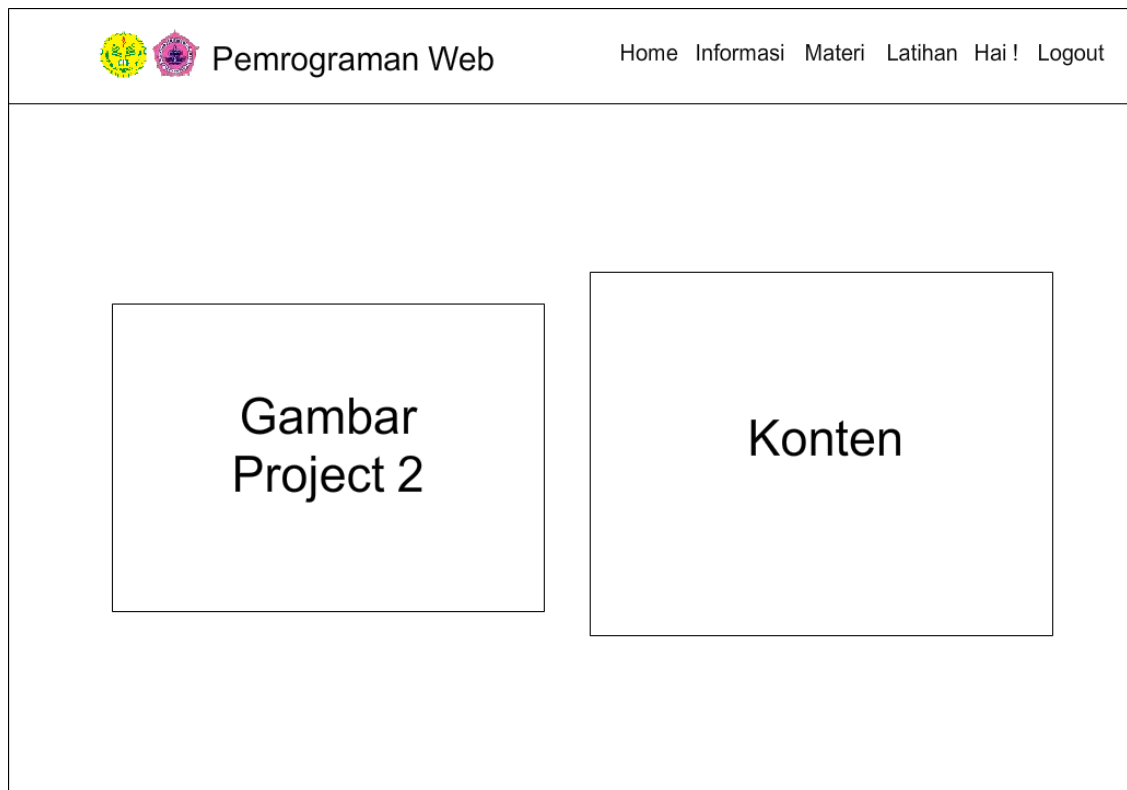 Pemrograman Web
Home Informasi Materi Latihan Hai ! Logout
Gambar
Project 2
Konten